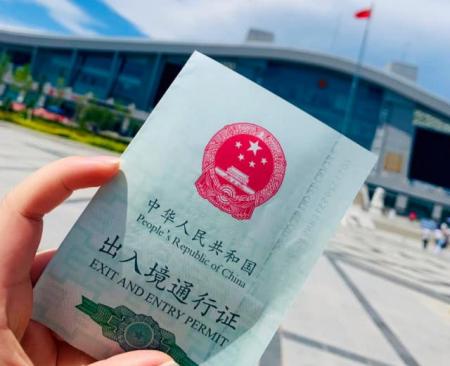 中华人民共和国
People's Republic of China
出入境通行证
EXIT AND ENTRY PERMIT